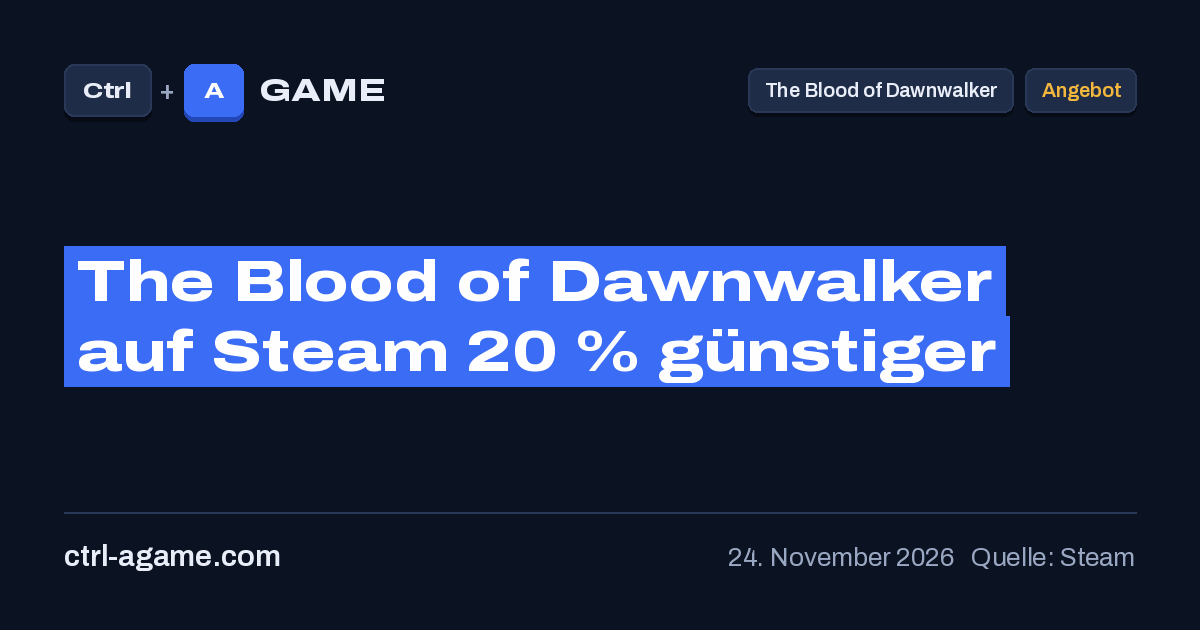 Ctrl + A GAME
The Blood of Dawnwalker
Angebot
The Blood of Dawnwalker
auf Steam 20 % günstiger
ctrl-agame.com
24. November 2026 Quelle: Steam